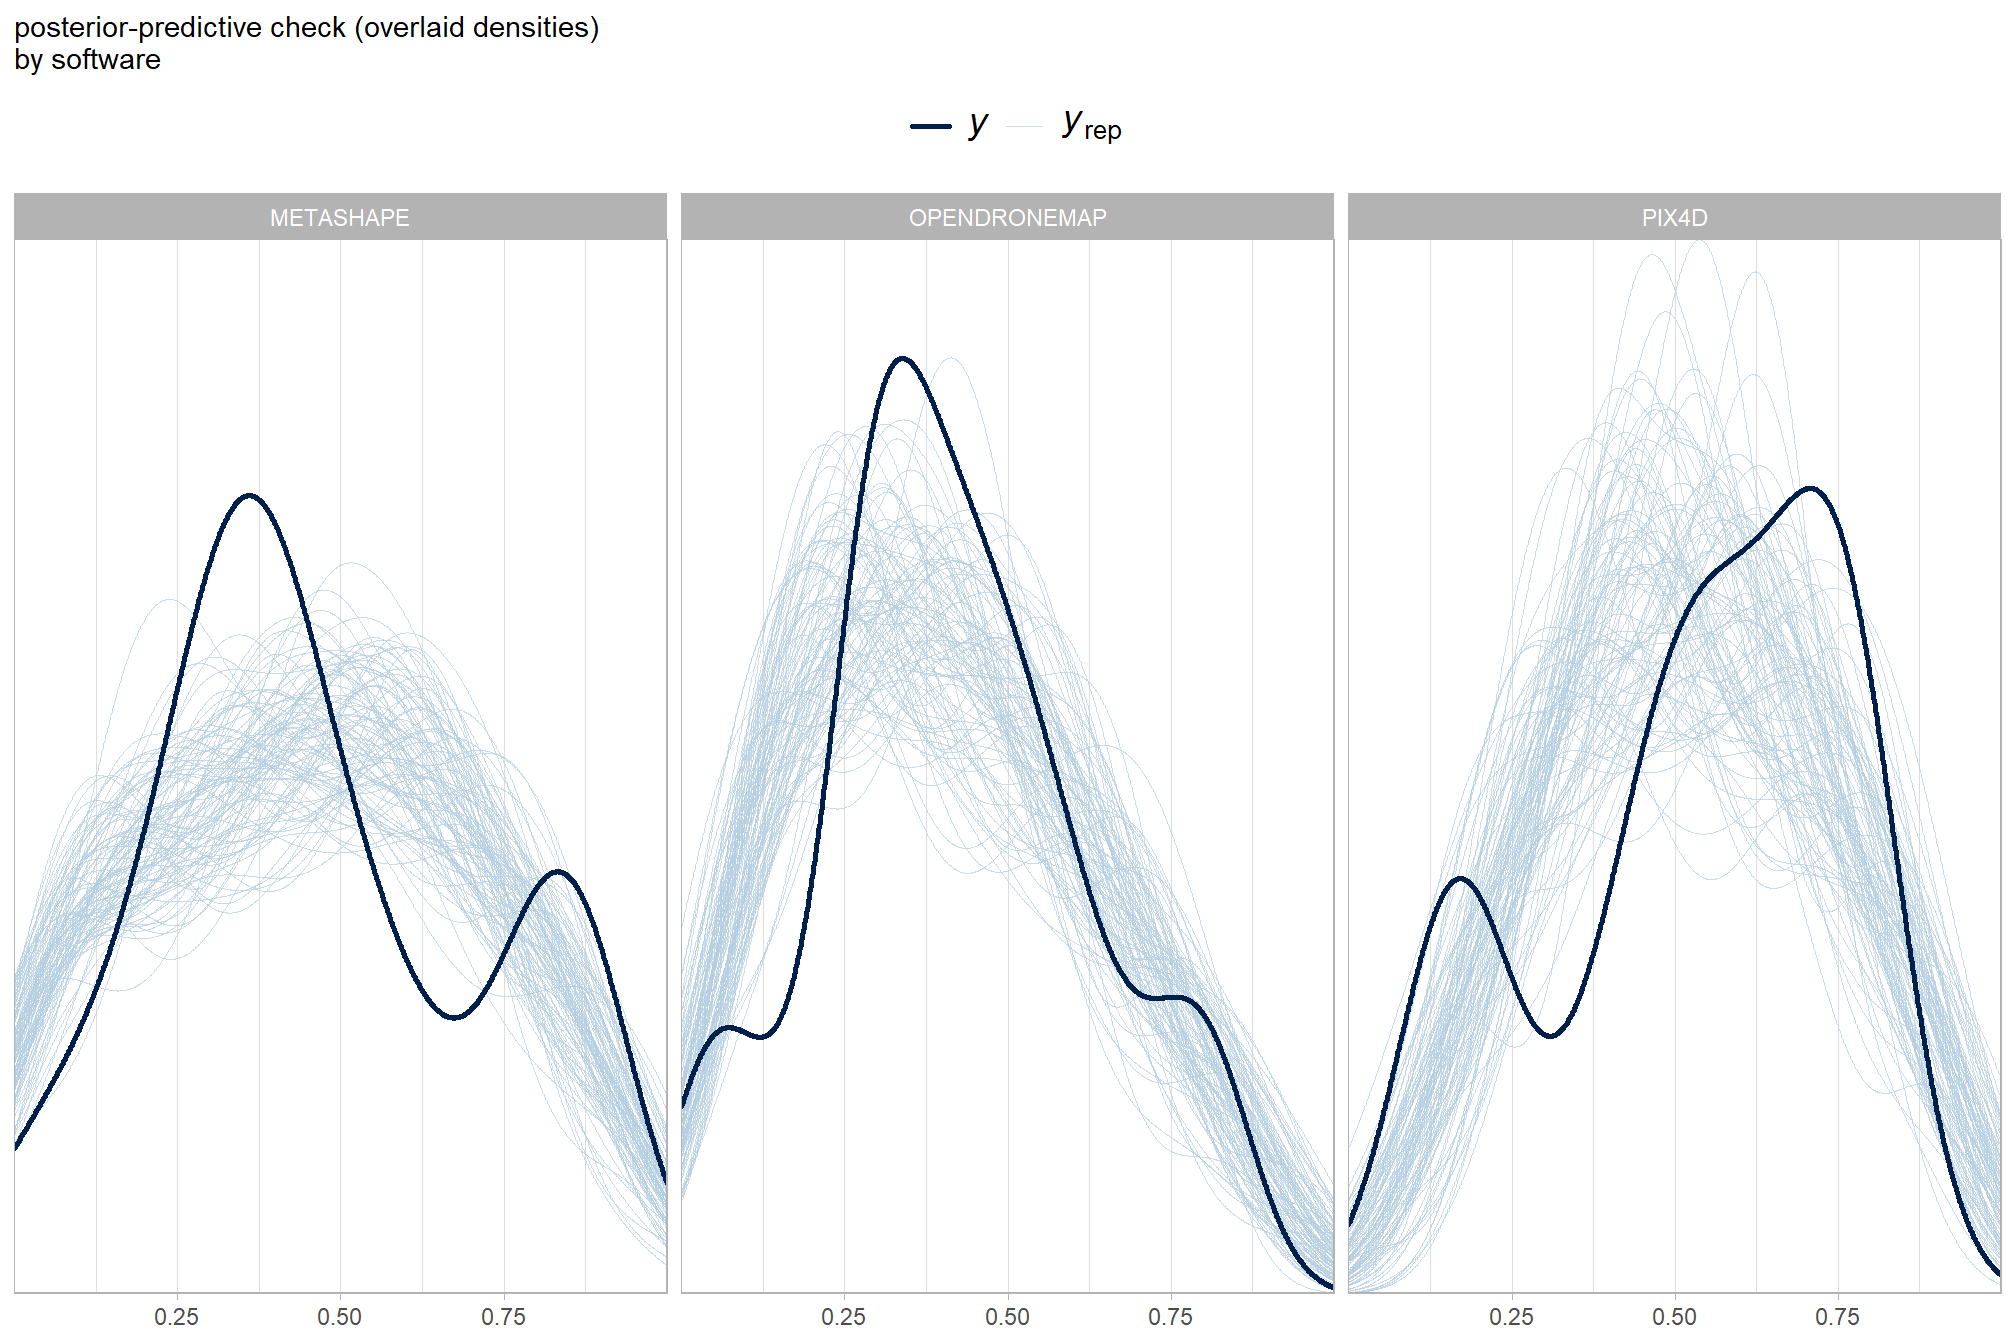 posterior-predictive check (overlaid densities)
by software
y y rep
METASHAPE OPENDRONEMAP PIX4D
0.25 0.50 0.75 0.25 0.50 0.75 0.25 0.50 0.75